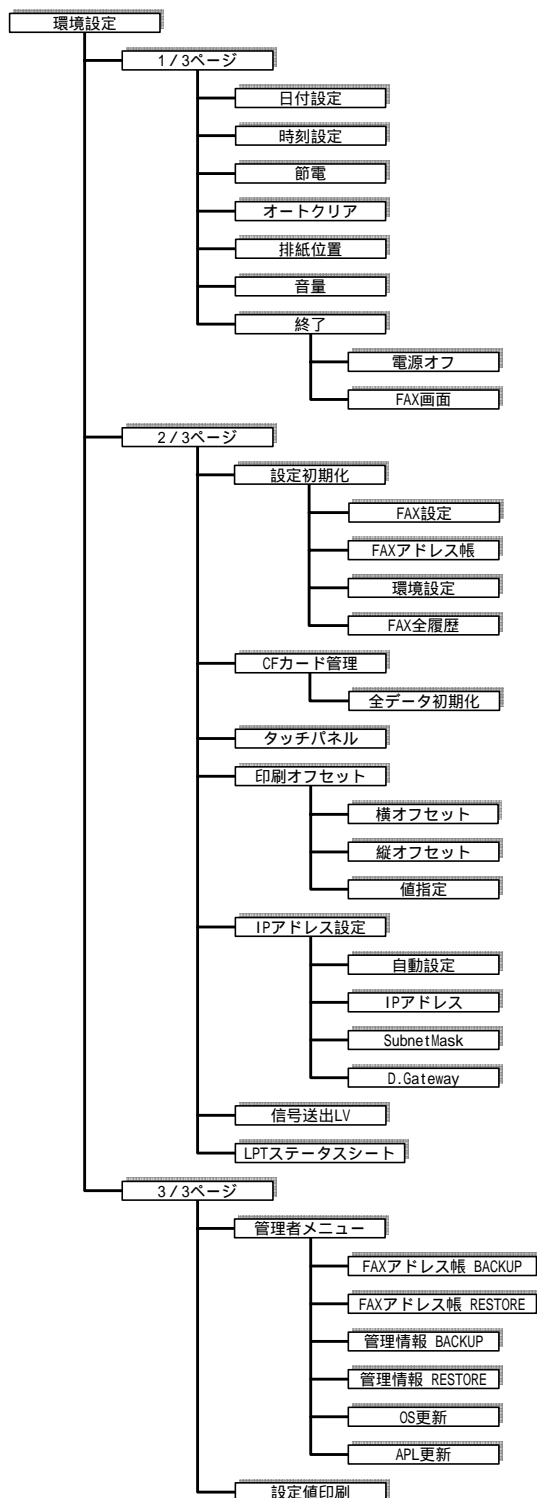 環境設定
1/3ページ
日付設定
時刻設定
節電
オートクリア
排紙位置
音量
終了
電源オフ
FAX画面
2/3ページ
設定初期化
FAX設定
FAXアドレス帳
環境設定
FAX全履歴
CFカード管理
全データ初期化
タッチパネル
印刷オフセット
横オフセット
縦オフセット
値指定
IPアドレス設定
自動設定
IPアドレス
SubnetMask
D.Gateway
信号送出LV
LPTステータスシート
3/3ページ
管理者メニュー
FAXアドレス帳 BACKUP
FAXアドレス帳 RESTORE
管理情報 BACKUP
管理情報 RESTORE
OS更新
APL更新
設定値印刷